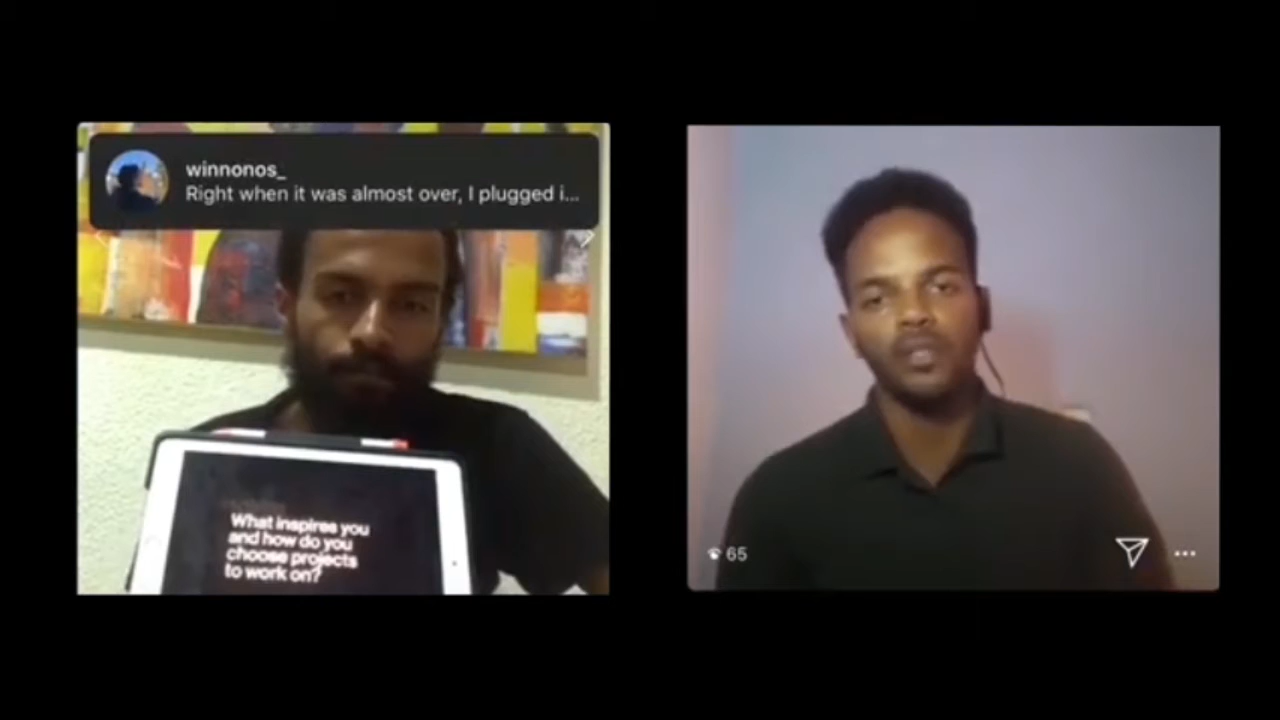 winnonos_
Right when it was almost over, I plugged i...
What inspires you
and how do you
choose projects
to work on?
65